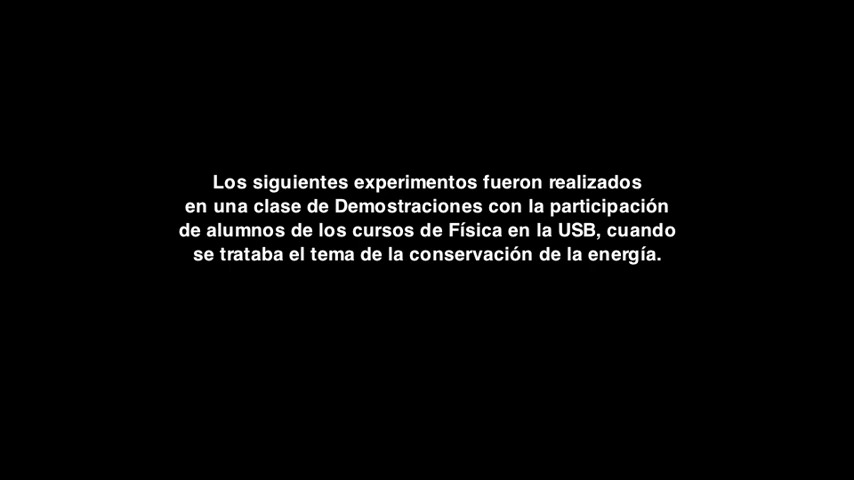 Los siguientes experimentos fueron realizados
en una clase de Demostraciones con la participación
de alumnos de los cursos de Física en la USB, cuando
se trataba el tema de la conservación de la energía.